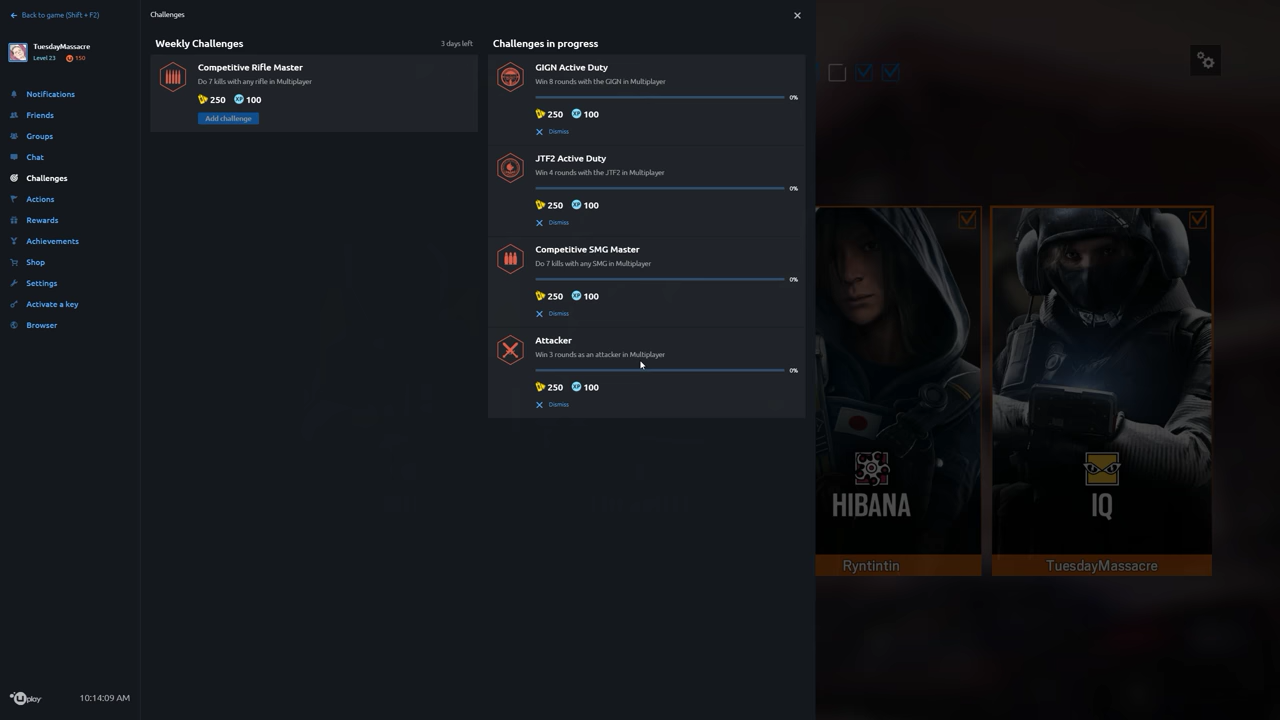 Back to game (Shift + F2)
TuesdayMassacre
Level 23
150
Notifications
Friends
Groups
Chat
Challenges
Actions
Rewards
Achievements
Shop
Settings
Activate a key
Browser
uplay
10:14:09 AM
Challenges
Weekly Challenges
3 days left
Competitive Rifle Master
Do 7 kills with any rifle in Multiplayer
250
XP 100
Add challenge
Challenges in progress
GIGN Active Duty
Win 8 rounds with the GIGN in Multiplayer
0%
250
XP 100
Dismiss
JTF2 Active Duty
Win 4 rounds with the JTF2 in Multiplayer
0%
250
XP 100
Dismiss
Competitive SMG Master
Do 7 kills with any SMG in Multiplayer
0%
250
XP 100
Dismiss
Attacker
Win 3 rounds as an attacker in Multiplayer
0%
250
XP 100
Dismiss
HIBANA
Ryntintin
IQ
TuesdayMassacre